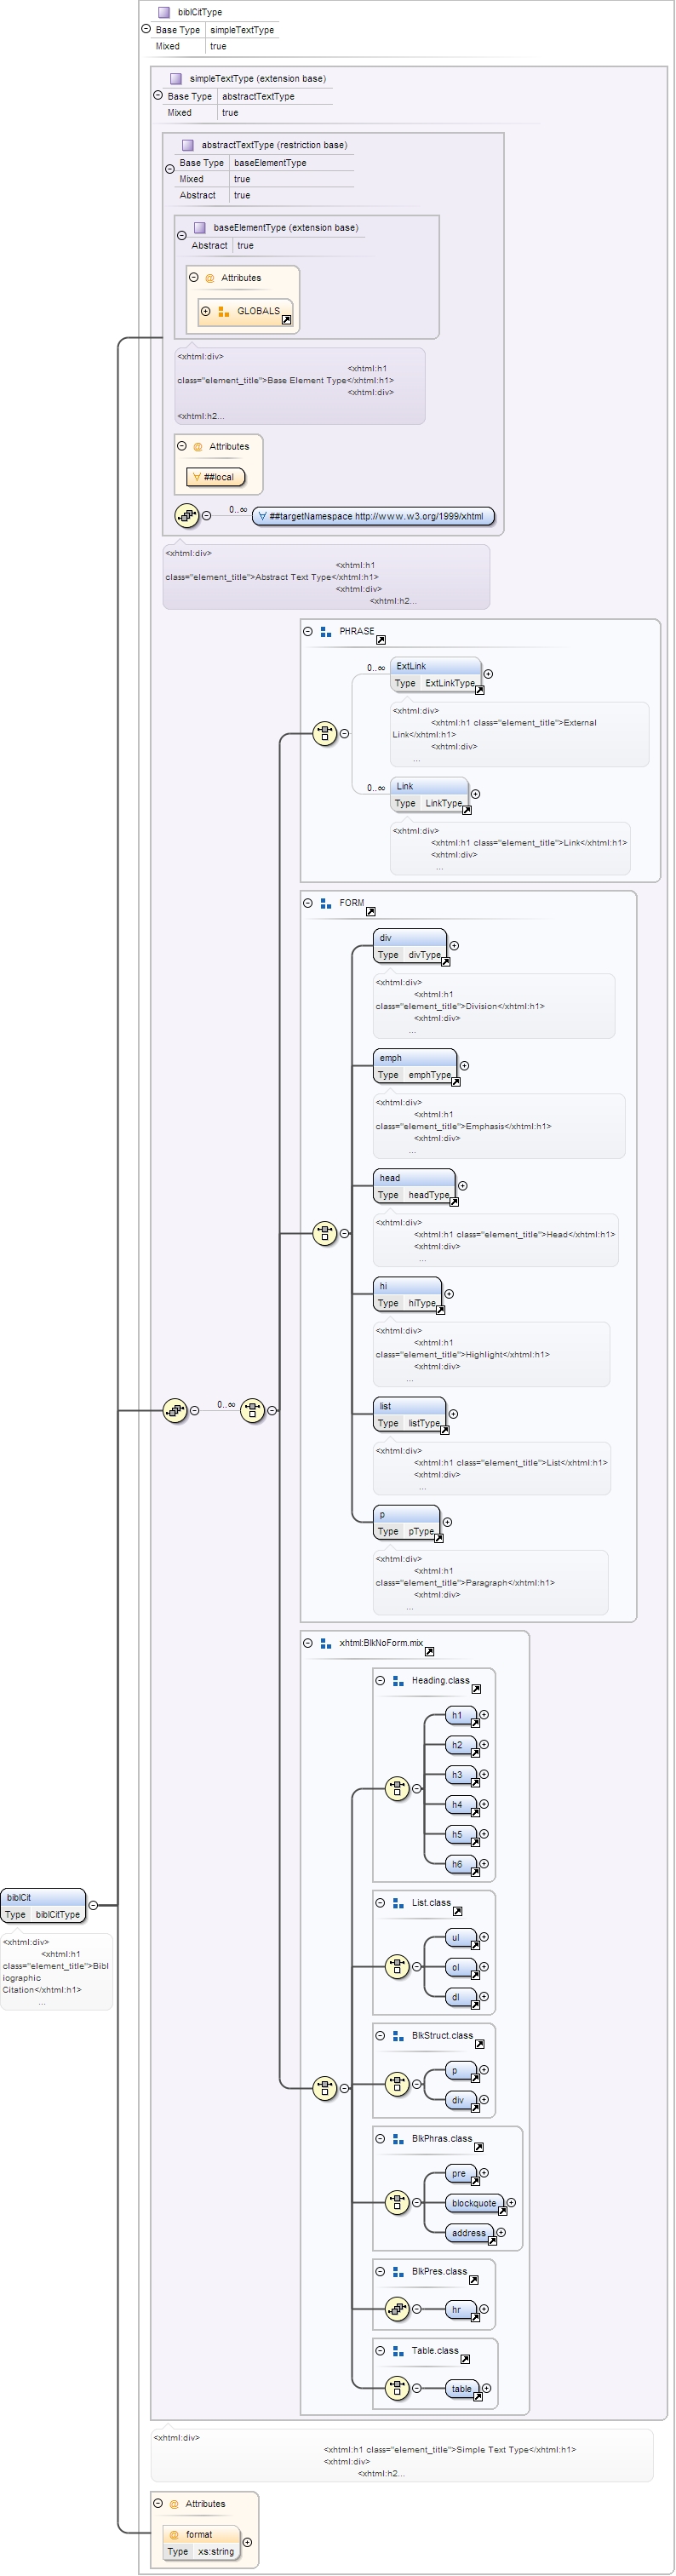 biblCitType
Base Type simpleTextType
Mixed true
simpleTextType (extension base)
Base Type abstractTextType
Mixed true
abstractTextType (restriction base)
Base Type baseElementType
Mixed true
Abstract true
baseElementType (extension base)
Abstract true
@ Attributes
GLOBALS
<xhtml:div>
<xhtml:h1
class="element_title">Base Element Type</xhtml:h1>
<xhtml:div>
<xhtml:h2...
@ Attributes
∀ ##local
0..∞
∀ ##targetNamespace http://www.w3.org/1999/xhtml
<xhtml:div>
<xhtml:h1
class="element_title">Abstract Text Type</xhtml:h1>
<xhtml:div>
<xhtml:h2...
PHRASE
0..∞
ExtLink
Type ExtLinkType
<xhtml:div>
<xhtml:h1 class="element_title">External
Link</xhtml:h1>
<xhtml:div>
...
0..∞
Link
Type LinkType
<xhtml:div>
<xhtml:h1 class="element_title">Link</xhtml:h1>
<xhtml:div>
...
FORM
div
Type divType
<xhtml:div>
<xhtml:h1
class="element_title">Division</xhtml:h1>
<xhtml:div>
...
emph
Type emphType
<xhtml:div>
<xhtml:h1
class="element_title">Emphasis</xhtml:h1>
<xhtml:div>
...
head
Type headType
<xhtml:div>
<xhtml:h1 class="element_title">Head</xhtml:h1>
<xhtml:div>
...
hi
Type hiType
<xhtml:div>
<xhtml:h1
class="element_title">Highlight</xhtml:h1>
<xhtml:div>
...
0..∞
list
Type listType
<xhtml:div>
<xhtml:h1 class="element_title">List</xhtml:h1>
<xhtml:div>
...
p
Type pType
<xhtml:div>
<xhtml:h1
class="element_title">Paragraph</xhtml:h1>
<xhtml:div>
...
xhtml:BlkNoForm.mix
Heading.class
h1
h2
h3
h4
h5
h6
biblCit
Type biblCitType
<xhtml:div>
<xhtml:h1
class="element_title">Bibl
iographic
Citation</xhtml:h1>
...
List.class
ul
ol
dl
BlkStruct.class
p
div
BlkPhras.class
pre
blockquote
address
BlkPres.class
hr
Table.class
table
<xhtml:div>
<xhtml:h1 class="element_title">Simple Text Type</xhtml:h1>
<xhtml:div>
<xhtml:h2...
@ Attributes
@ format
Type xs:string